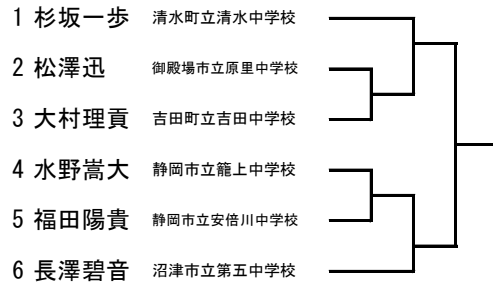 1 杉坂一歩 清水町立清水中学校
2 松澤迅 御殿場市立原里中学校
3 大村理貢 吉田町立吉田中学校
4 水野嵩大 静岡市立籠上中学校
5 福田陽貴 静岡市立安倍川中学校
6 長澤碧音 沼津市立第五中学校